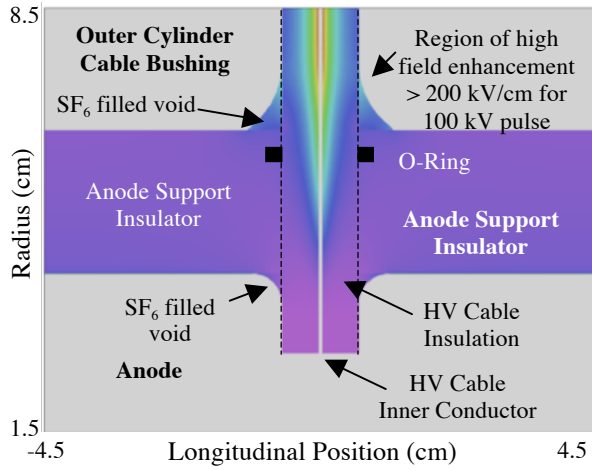 8.5
Outer Cylinder
Cable Bushing
SF₆ filled void
Region of high
field enhancement
> 200 kV/cm for
100 kV pulse
O-Ring
Anode Support
Insulator
Anode Support
Insulator
SF₆ filled
void
HV Cable
Insulation
Anode
HV Cable
Inner Conductor
Radius (cm)
1.5
-4.5
Longitudinal Position (cm)
4.5